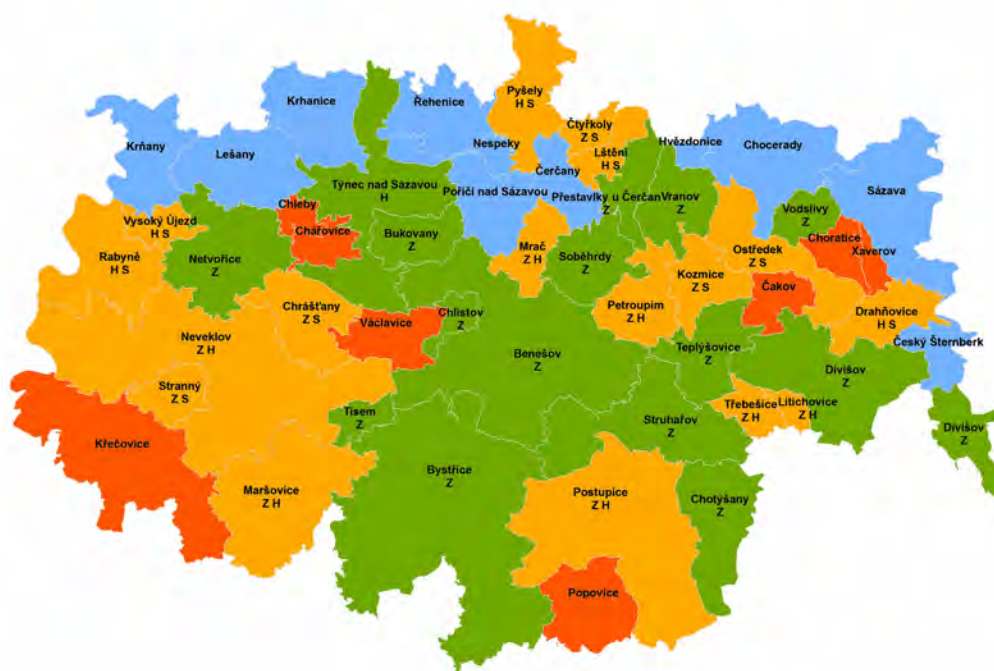 Pyšely
H S
Krhanice
Řehenice
Krňany
Lešany
Nespeky
Čtyřkoly
Z S
Lštění
H S
Hvězdonice
Chocerady
Čerčany
Sázava
Týnec nad Sázavou
H
Poříčí nad Sázavou
Přestavlky u Čerčan
Z
Vranov
Z
Vodslivy
Z
Chleby
Vysoký Újezd
H S
Chářovice
Bukovany
Z
Mrač
Z H
Soběhrdy
Z
Ostředek
Z S
Choratice
Xaverov
Rabyně
H S
Netvořice
Z
Kozmice
Z S
Čakov
Chrášťany
Z S
Petroupim
Z H
Drahňovice
H S
Chlístov
Z
Václavice
Neveklov
Z H
Český Šternberk
Benešov
Z
Teplýšovice
Z
Divišov
Z
Stranný
Z S
Třebešice
Z H
Litichovice
Z H
Tisem
Z
Struhařov
Z
Divišov
Z
Křečovice
Bystřice
Z
Maršovice
Z H
Postupice
Z H
Chotýšany
Z
Popovice